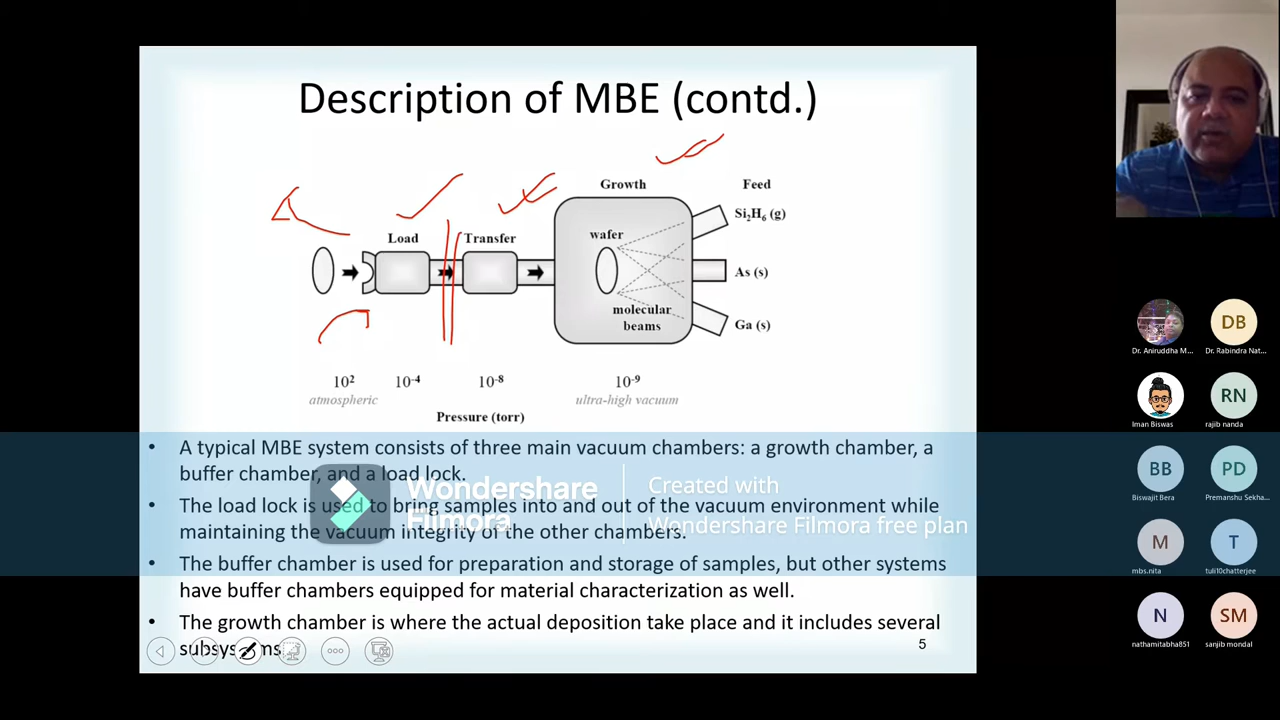 Description of MBE (contd.)
Growth
Feed
Si2H6 (g)
Load
Transfer
wafer
As (s)
molecular
beams
Ga (s)
10²
10⁻⁴
10⁻⁸
10⁻⁹
atmospheric
ultra-high vacuum
Pressure (torr)
• A typical MBE system consists of three main vacuum chambers: a growth chamber, a
buffer chamber, and a load lock.
• The load lock is used to bring samples into and out of the vacuum environment while
maintaining the vacuum integrity of the other chambers.
• The buffer chamber is used for preparation and storage of samples, but other systems
have buffer chambers equipped for material characterization as well.
• The growth chamber is where the actual deposition take place and it includes several
subsystems
5
Wondershare
Filmora
Created with
Wondershare Filmora free plan
Dr. Aniruddha M...
DB
Dr. Rabindra Nat...
Iman Biswas
RN
rajib nanda
BB
Biswajit Bera
PD
Premanshu Sekha...
M
mbs.nita
T
tuli10chatterjee
N
nathamitabha851
SM
sanjib mondal